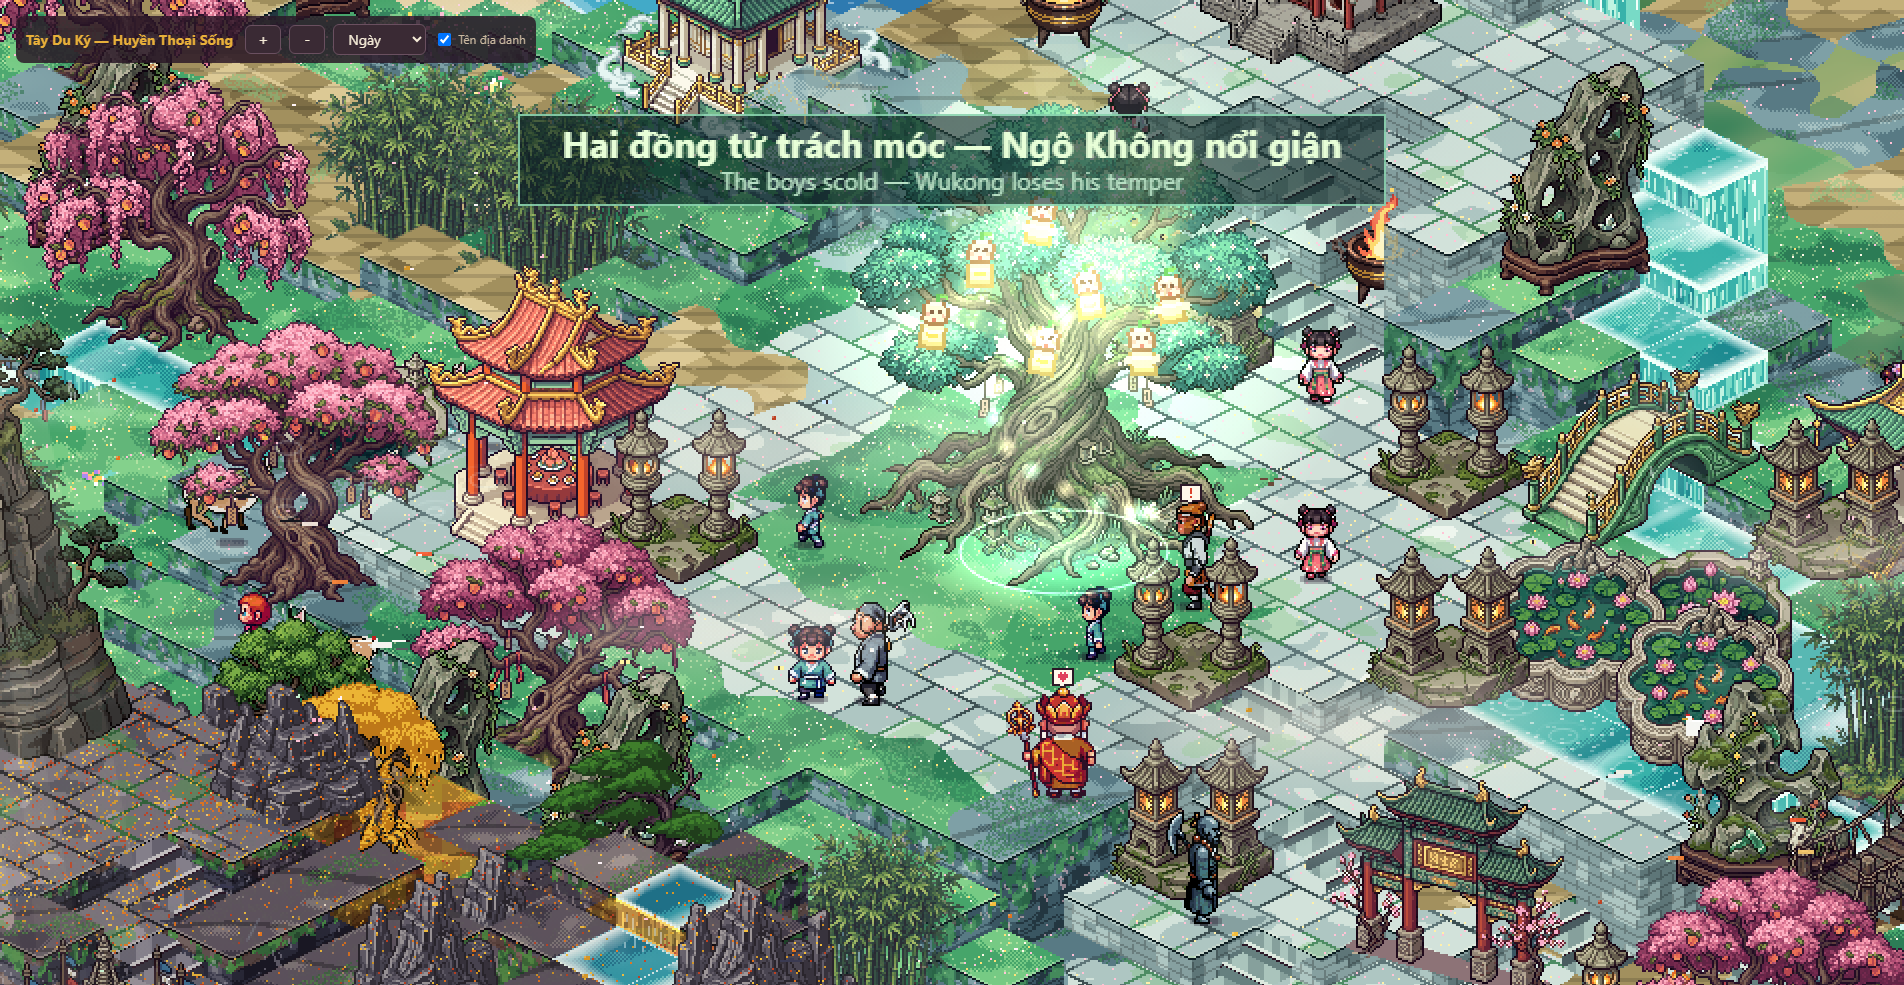 Tây Du Ký — Huyền Thoại Sống
+
-
Ngày
Tên địa danh
Hai đồng tử trách móc — Ngộ Không nổi giận
The boys scold — Wukong loses his temper
!